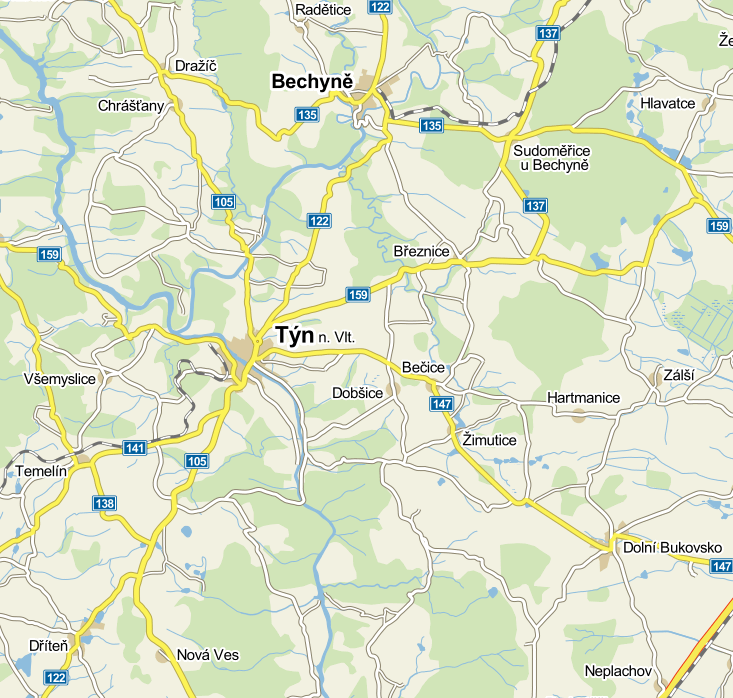 Radětice
122
137
Že
Dražíč
Bechyně
Chrášťany
Hlavatce
135
135
Sudoměřice
u Bechyně
105
137
122
159
159
Březnice
159
Týn n. Vlt.
Bečice
Všemyslice
Dobšice
Zálší
Hartmanice
147
Žimutice
141
105
Temelín
138
Dolní Bukovsko
147
Dříteň
Nová Ves
Neplachov
122